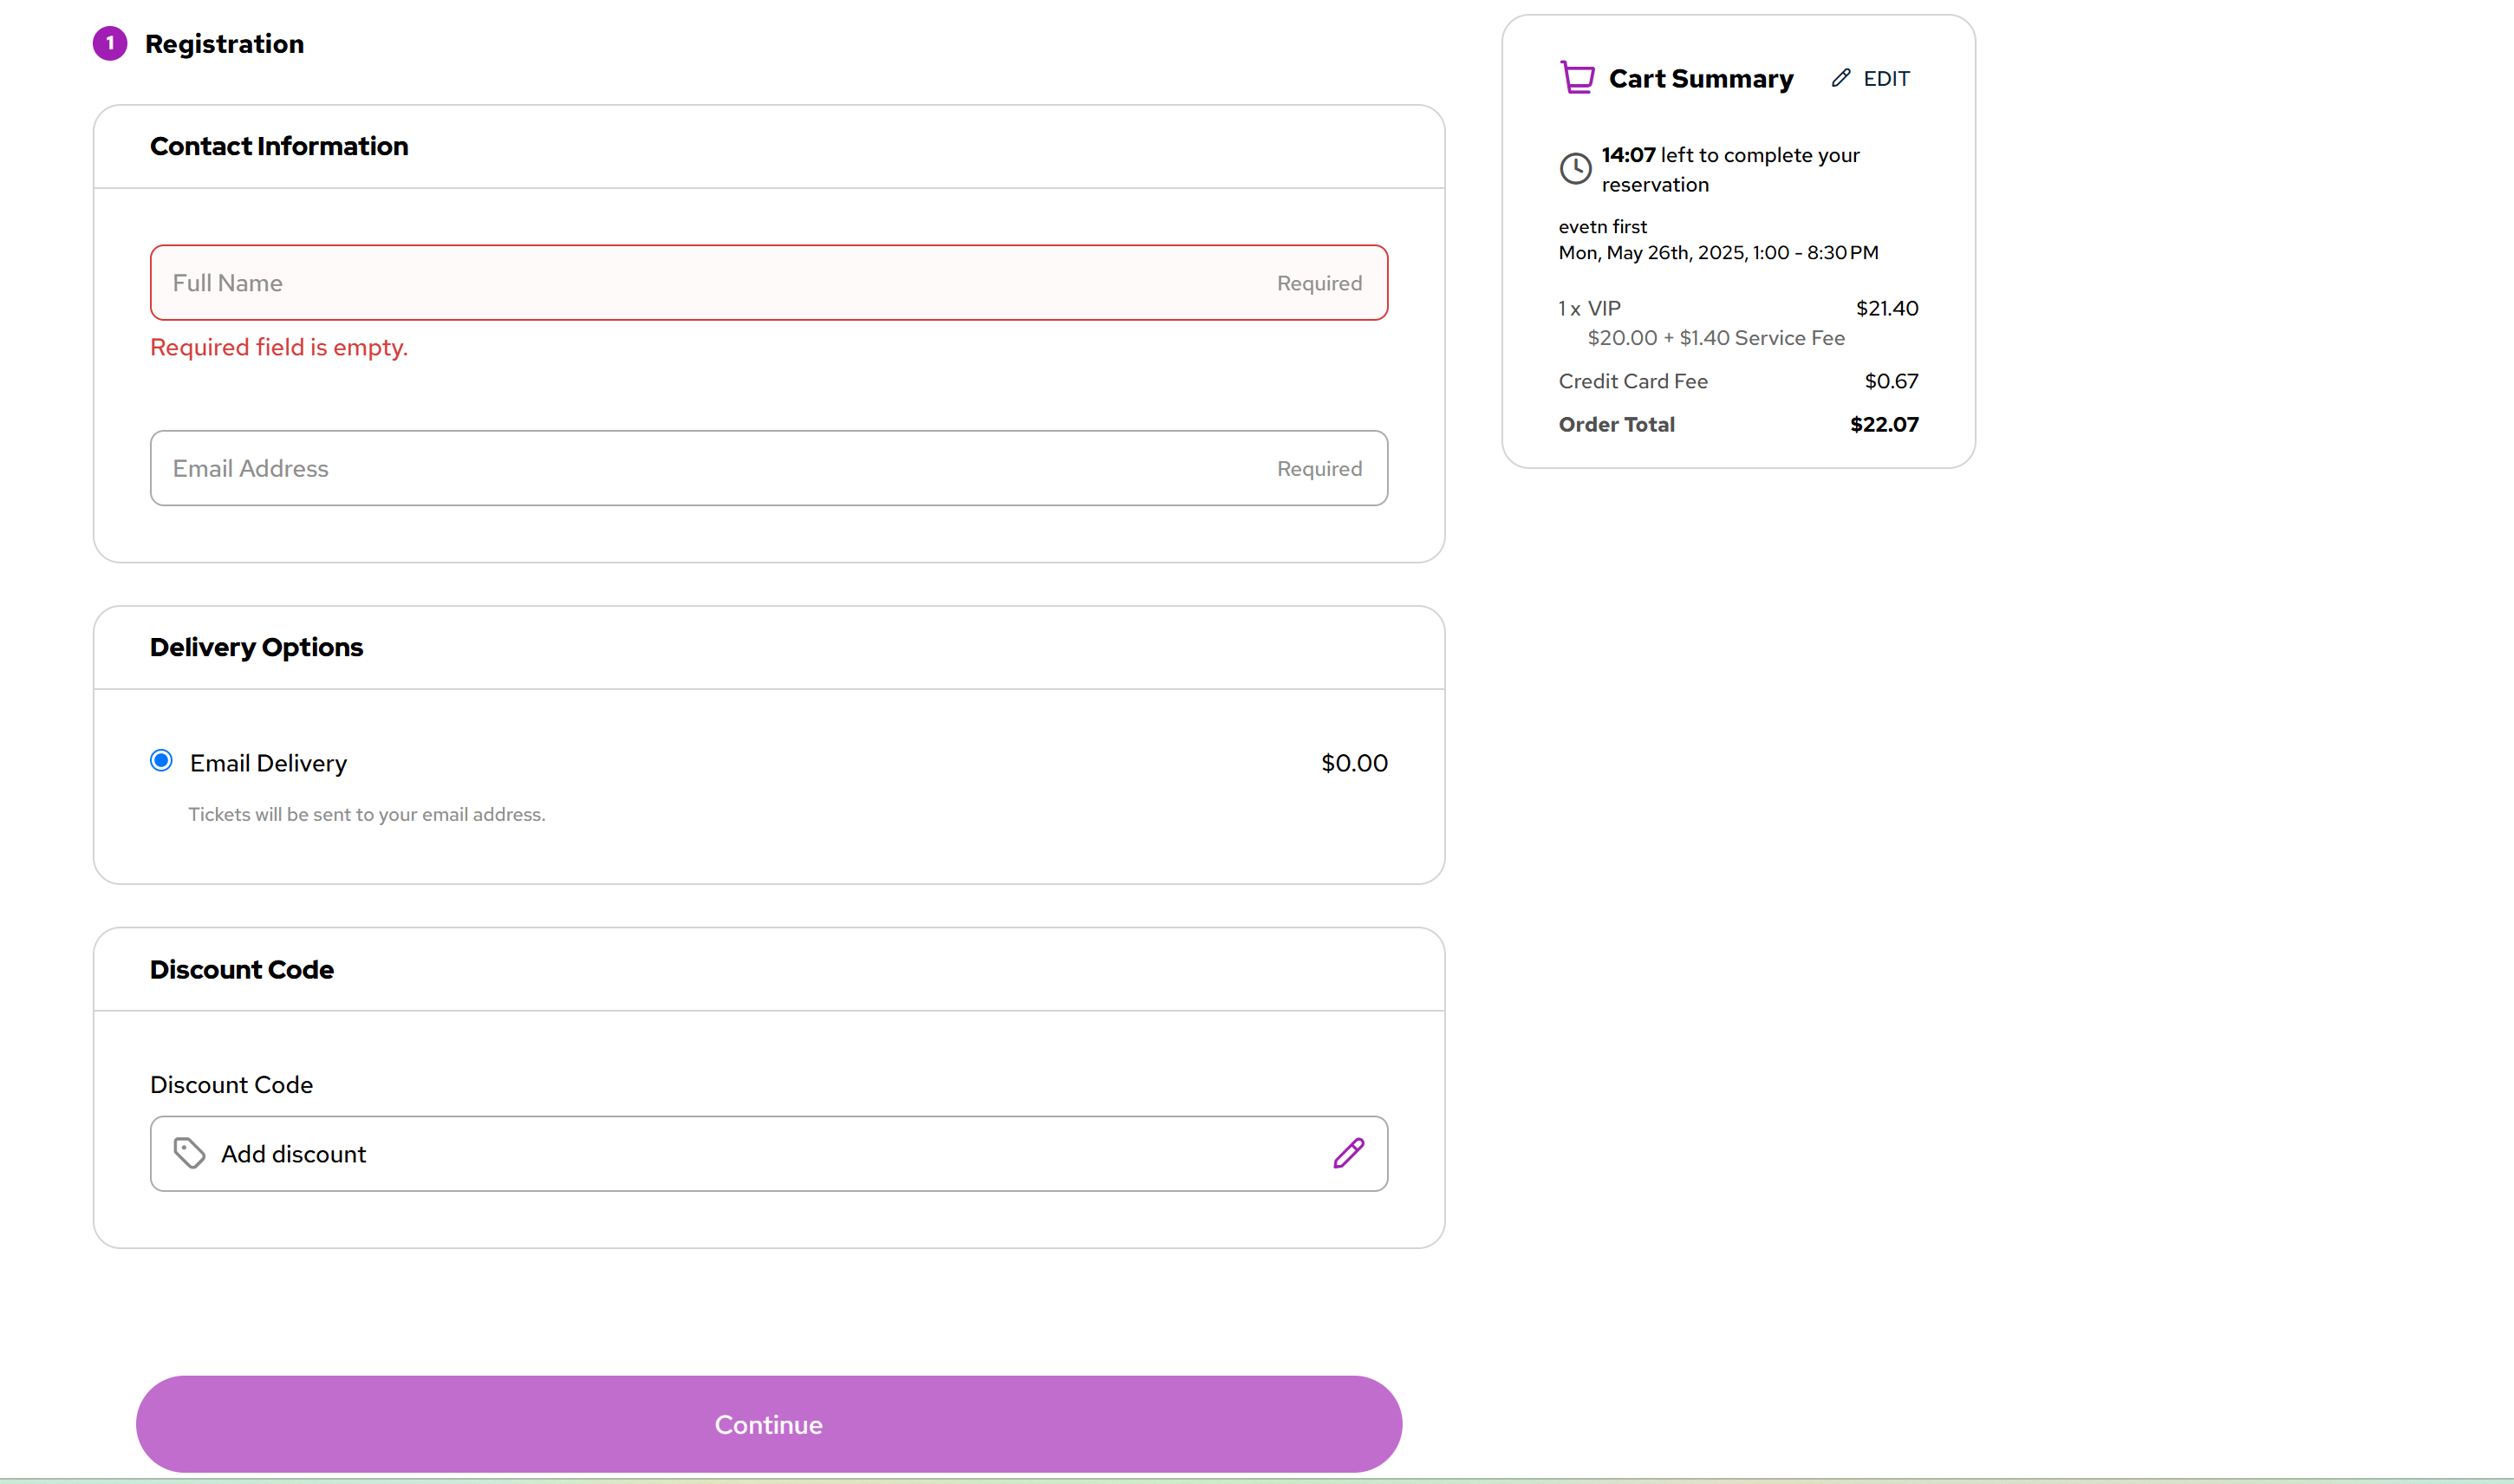 1 Registration
Contact Information
Full Name Required
Required field is empty.
Email Address Required
Delivery Options
Email Delivery $0.00
Tickets will be sent to your email address.
Discount Code
Discount Code
Add discount
Continue
Cart Summary EDIT
14:07 left to complete your
reservation
evetn first
Mon, May 26th, 2025, 1:00 - 8:30 PM
1 x VIP $21.40
$20.00 + $1.40 Service Fee
Credit Card Fee $0.67
Order Total $22.07